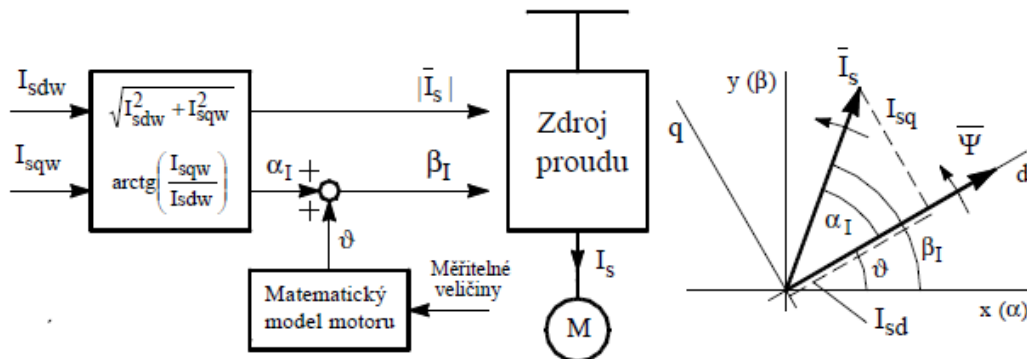 I_sdw
I_sqw
√(I²_sdw + I²_sqw)
arctg(I_sqw/Isdw)
|Ī_s|
α_I
+
+
β_I
ϑ
Matematický
model motoru
Měřitelné
veličiny
Zdroj
proudu
I_s
M
y (β)
q
Ī_s
I_sq
Ψ̅
d
α_I
β_I
ϑ
x (α)
I_sd